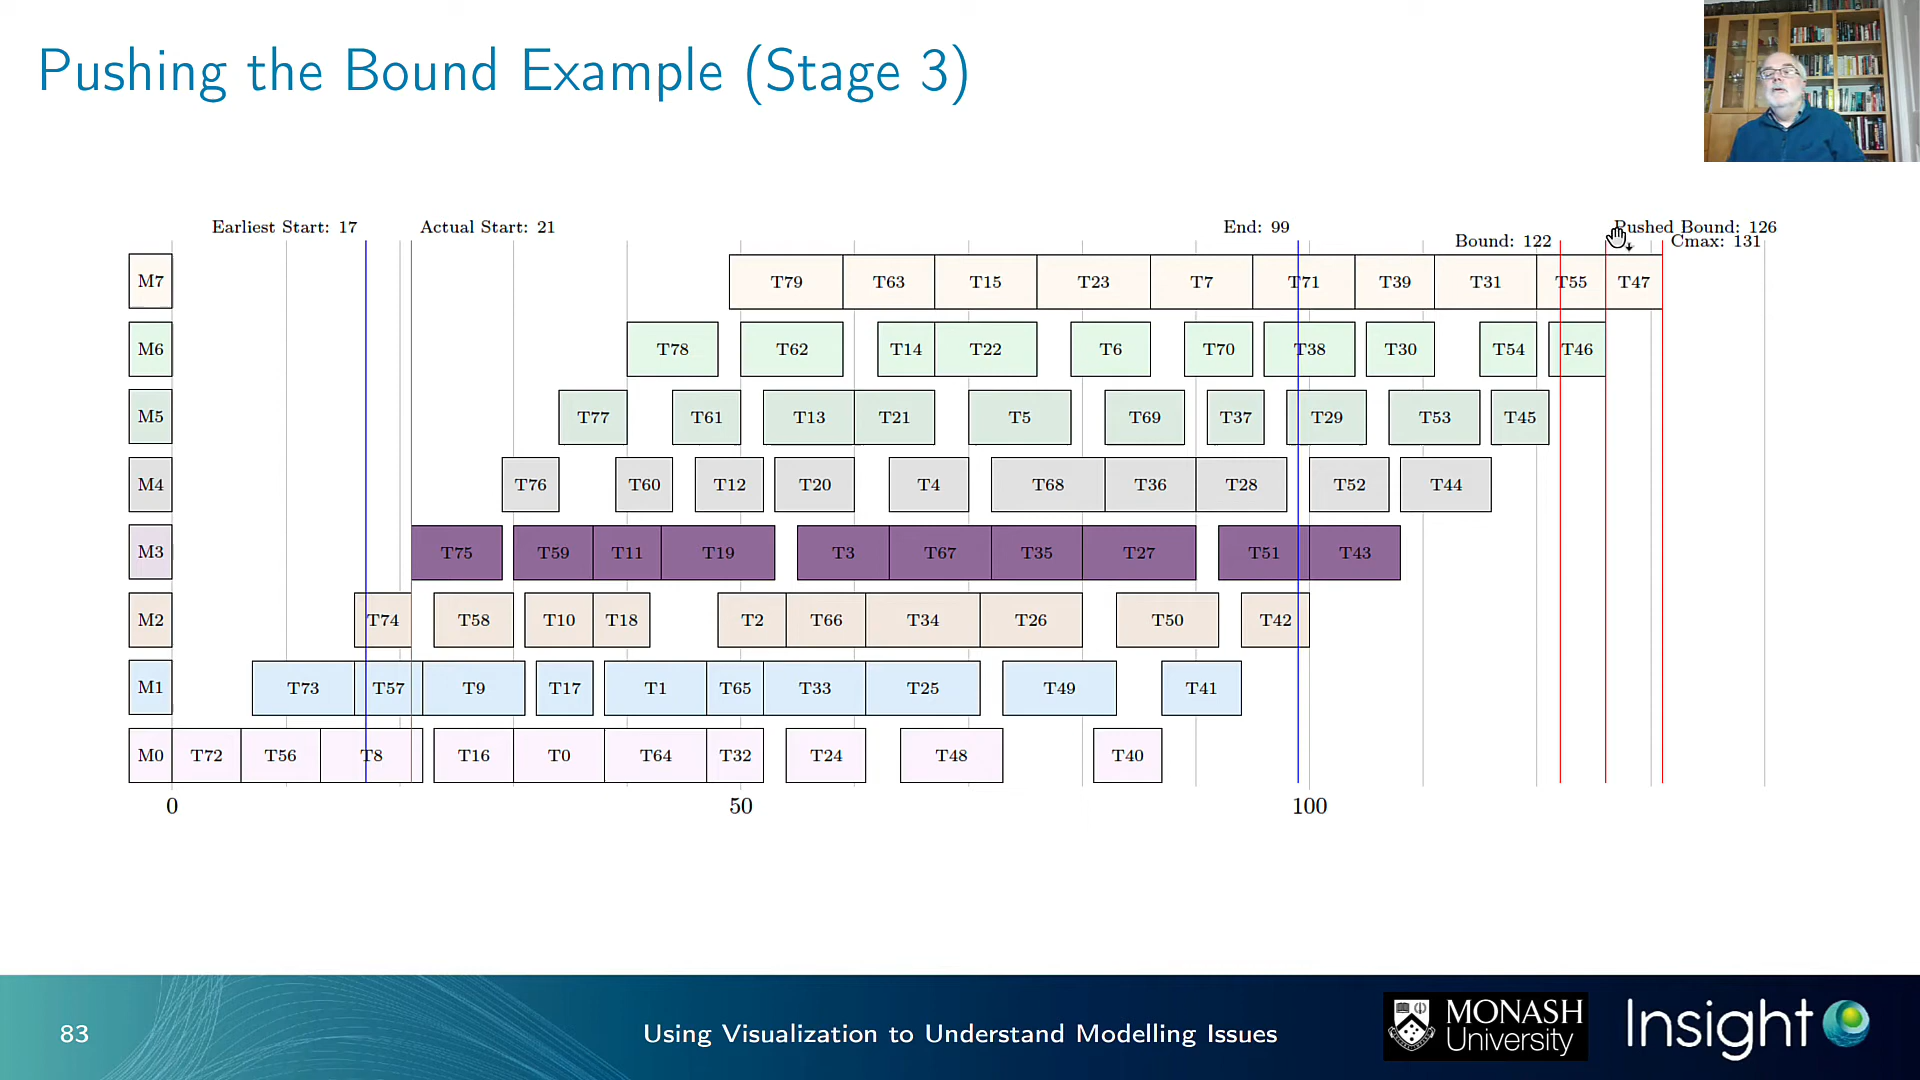 Pushing the Bound Example (Stage 3)
Earliest Start: 17
Actual Start: 21
End: 99
Pushed Bound: 126
Bound: 122
Cmax: 131
M7 T79 T63 T15 T23 T7 T71 T39 T31 T55 T47
M6 T78 T62 T14 T22 T6 T70 T38 T30 T54 T46
M5 T77 T61 T13 T21 T5 T69 T37 T29 T53 T45
M4 T76 T60 T12 T20 T4 T68 T36 T28 T52 T44
M3 T75 T59 T11 T19 T3 T67 T35 T27 T51 T43
M2 T74 T58 T10 T18 T2 T66 T34 T26 T50 T42
M1 T73 T57 T9 T17 T1 T65 T33 T25 T49 T41
M0 T72 T56 T8 T16 T0 T64 T32 T24 T48 T40
0 50 100
83
Using Visualization to Understand Modelling Issues
MONASH
University
Insight